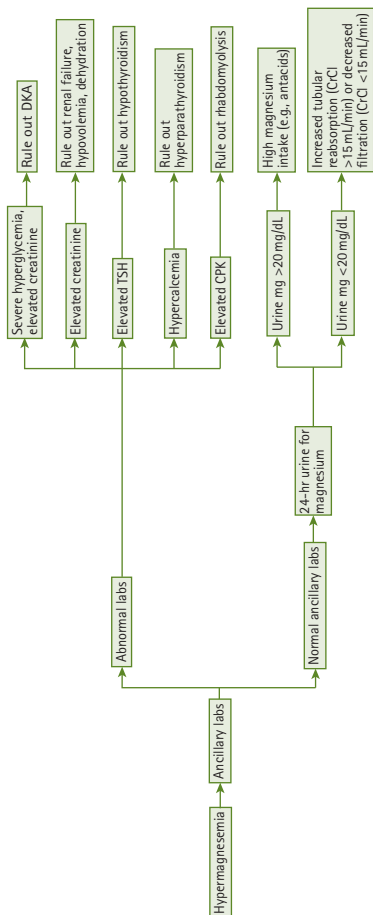 Hypermagnesemia
Ancillary labs
Abnormal labs
Severe hyperglycemia,
elevated creatinine
Rule out DKA
Elevated creatinine
Rule out renal failure,
hypovolemia, dehydration
Elevated TSH
Rule out hypothyroidism
Hypercalcemia
Rule out
hyperparathyroidism
Elevated CPK
Rule out rhabdomyolysis
Normal ancillary labs
24-hr urine for
magnesium
Urine mg >20 mg/dL
High magnesium
intake (e.g., antacids)
Urine mg <20 mg/dL
Increased tubular
reabsorption (CrCl
>15 mL/min) or decreased
filtration (CrCl <15 mL/min)